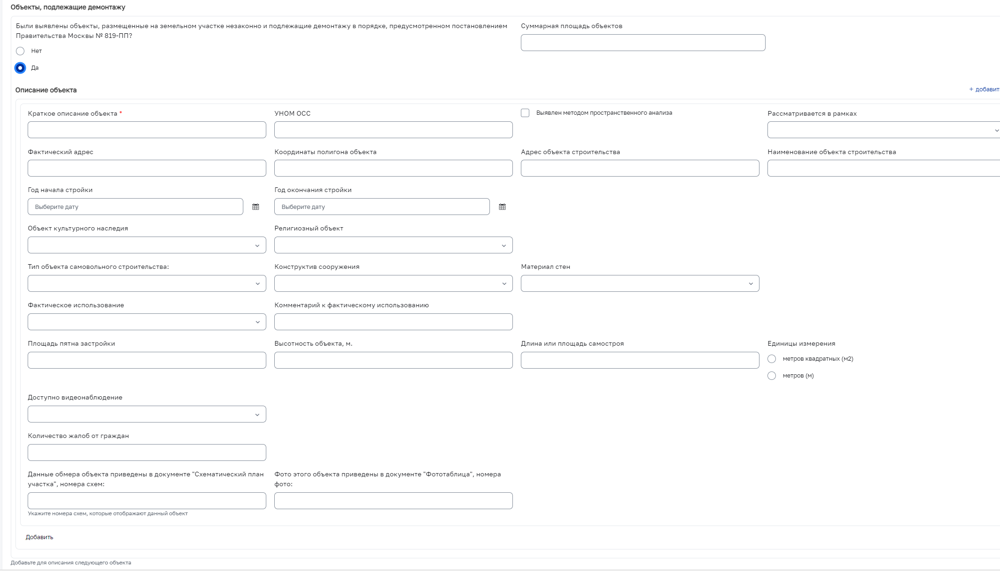 Объекты, подлежащие демонтажу
Были выявлены объекты, размещенные на земельном участке незаконно и подлежащие демонтажу в порядке, предусмотренном постановлением
Правительства Москвы № 819-ПП?
Суммарная площадь объектов
Нет
Да
Описание объекта
+ добавить
Краткое описание объекта *
УНОМ ОСС
Выявлен методом пространственного анализа
Рассматривается в рамках
Фактический адрес
Координаты полигона объекта
Адрес объекта строительства
Наименование объекта строительства
Год начала стройки
Год окончания стройки
Выберите дату
Выберите дату
Объект культурного наследия
Религиозный объект
Тип объекта самовольного строительства:
Конструктив сооружения
Материал стен
Фактическое использование
Комментарий к фактическому использованию
Площадь пятна застройки
Высотность объекта, м.
Длина или площадь самостроя
Единицы измерения
метров квадратных (м2)
метров (м)
Доступно видеонаблюдение
Количество жалоб от граждан
Данные обмера объекта приведены в документе "Схематический план
участка", номера схем:
Фото этого объекта приведены в документе "Фототаблица", номера
фото:
Укажите номера схем, которые отображают данный объект
Добавить
Добавьте для описания следующего объекта